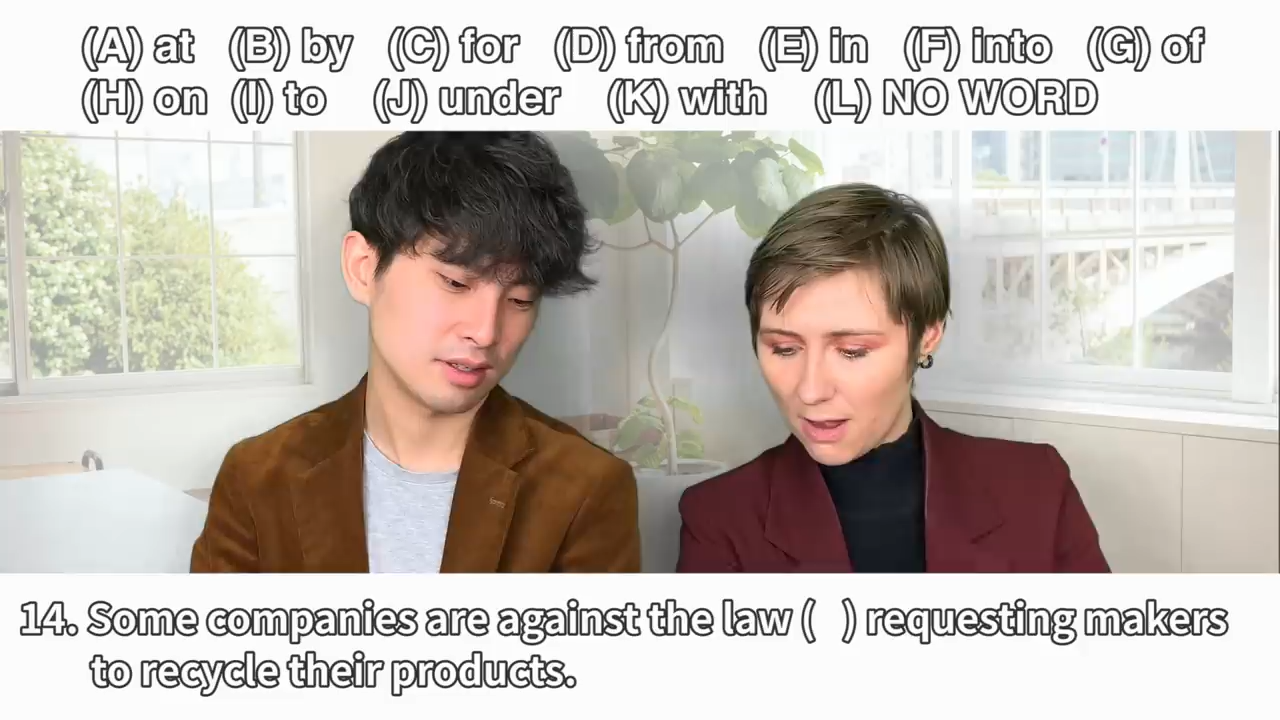 (A) at (B) by (C) for (D) from (E) in (F) into (G) of
(H) on (I) to (J) under (K) with (L) NO WORD
14. Some companies are against the law ( ) requesting makers
to recycle their products.